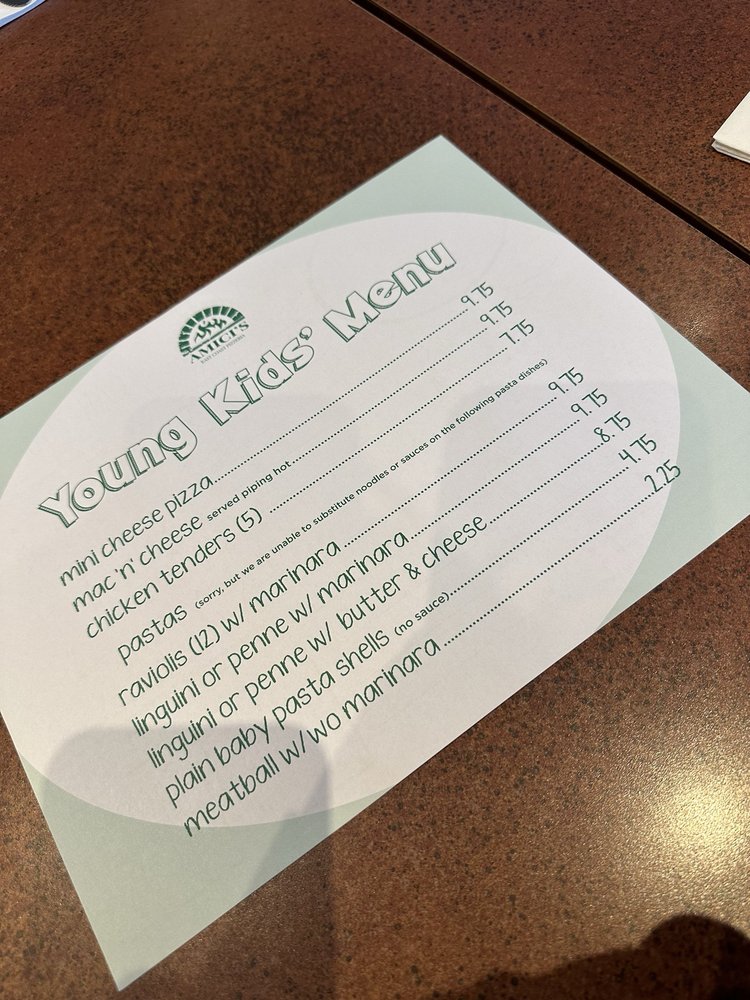 AMICI'S
EAST COAST PIZZERIA
Young Kids' Menu
mini cheese pizza 9.75
mac 'n' cheese served piping hot 9.75
chicken tenders (5) 7.75
pastas (sorry, but we are unable to substitute noodles or sauces on the following pasta dishes)
raviolis (12) w/ marinara 9.75
linguini or penne w/ marinara 9.75
linguini or penne w/ butter & cheese 8.75
plain baby pasta shells (no sauce) 4.75
meatball w/wo marinara 2.25